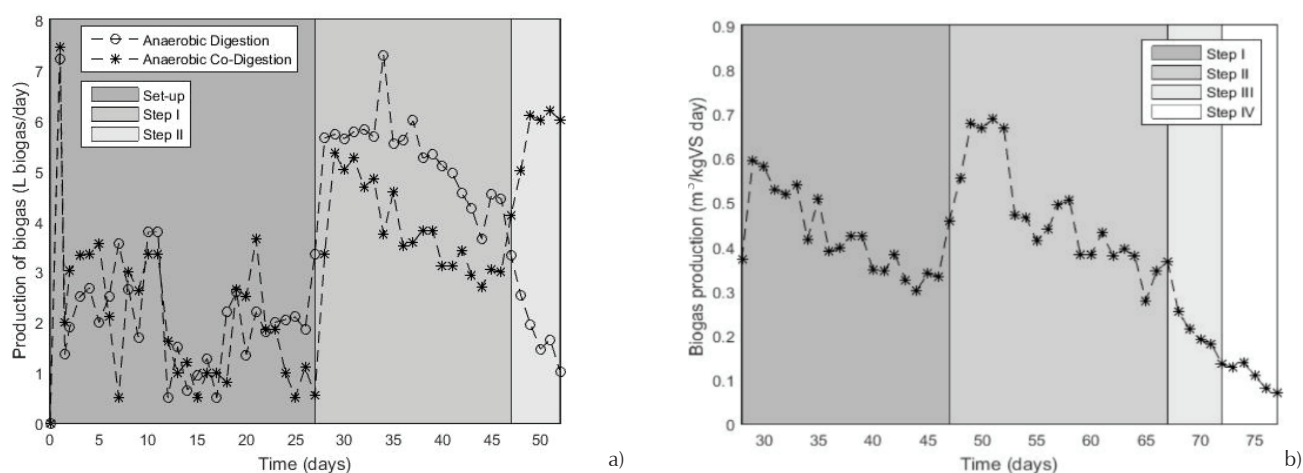 Production of biogas (L biogas/day)
8
7
6
5
4
3
2
1
0
Anaerobic Digestion
Anaerobic Co-Digestion
Set-up
Step I
Step II
0 5 10 15 20 25 30 35 40 45 50
Time (days)
a)
Biogas production (m³/kgVS day)
0.9
0.8
0.7
0.6
0.5
0.4
0.3
0.2
0.1
0
Step I
Step II
Step III
Step IV
30 35 40 45 50 55 60 65 70 75
Time (days)
b)